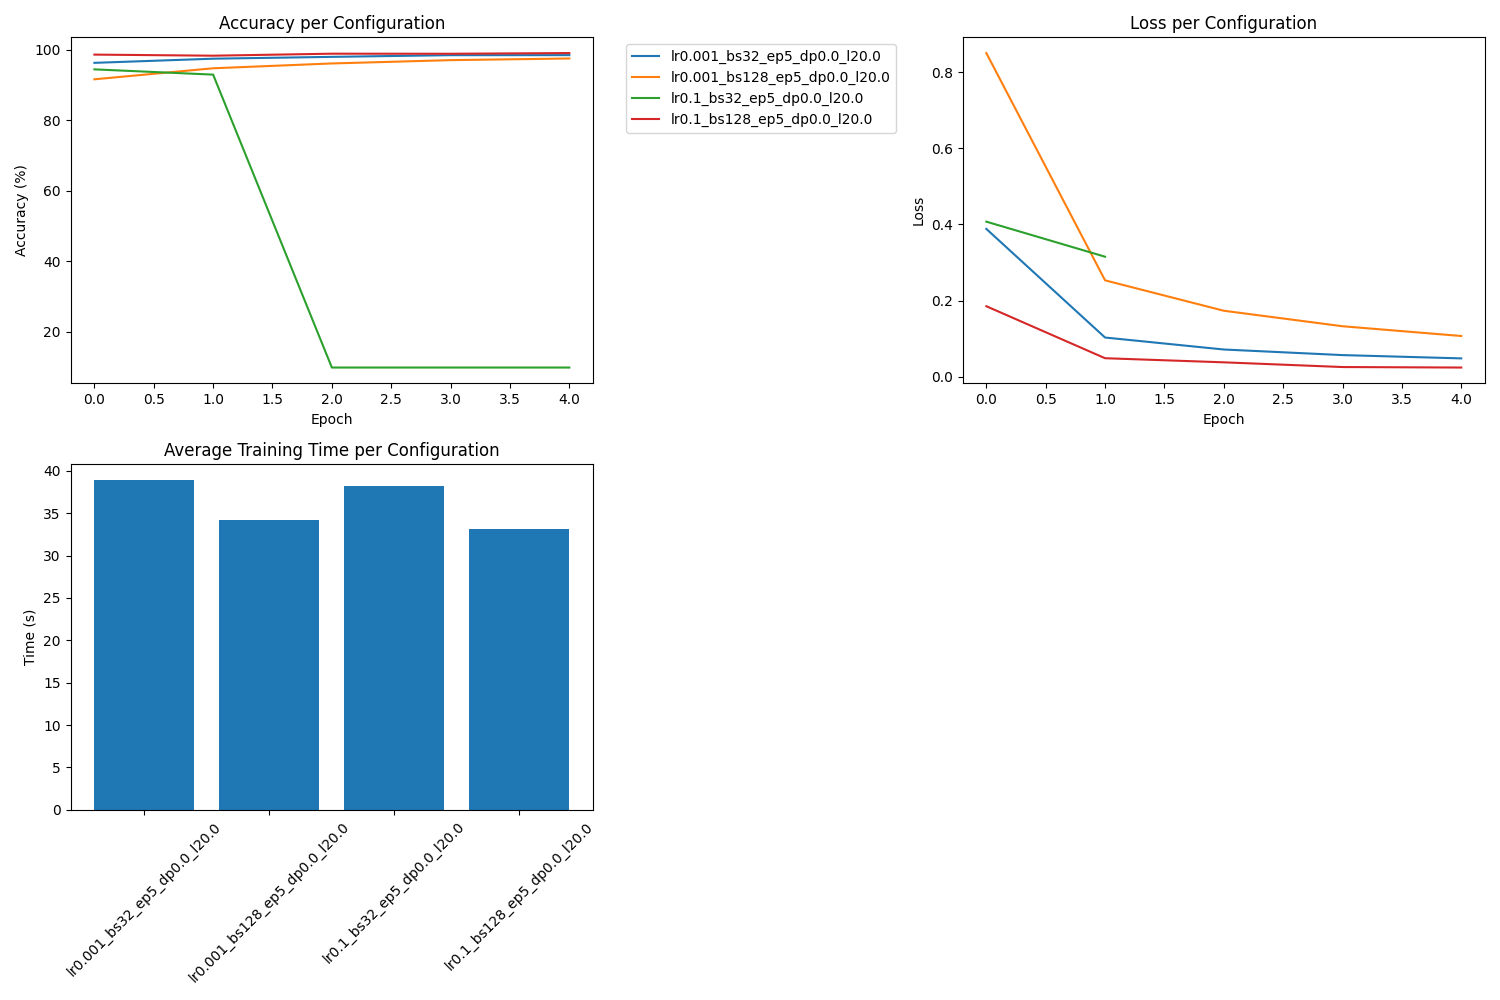 Accuracy per Configuration
100
80
60
40
20
Accuracy (%)
0.0 0.5 1.0 1.5 2.0 2.5 3.0 3.5 4.0
Epoch
lr0.001_bs32_ep5_dp0.0_l20.0
lr0.001_bs128_ep5_dp0.0_l20.0
lr0.1_bs32_ep5_dp0.0_l20.0
lr0.1_bs128_ep5_dp0.0_l20.0
Loss per Configuration
0.8
0.6
0.4
0.2
0.0
Loss
0.0 0.5 1.0 1.5 2.0 2.5 3.0 3.5 4.0
Epoch
Average Training Time per Configuration
40
35
30
25
20
15
10
5
0
Time (s)
lr0.001_bs32_ep5_dp0.0_l20.0
lr0.001_bs128_ep5_dp0.0_l20.0
lr0.1_bs32_ep5_dp0.0_l20.0
lr0.1_bs128_ep5_dp0.0_l20.0